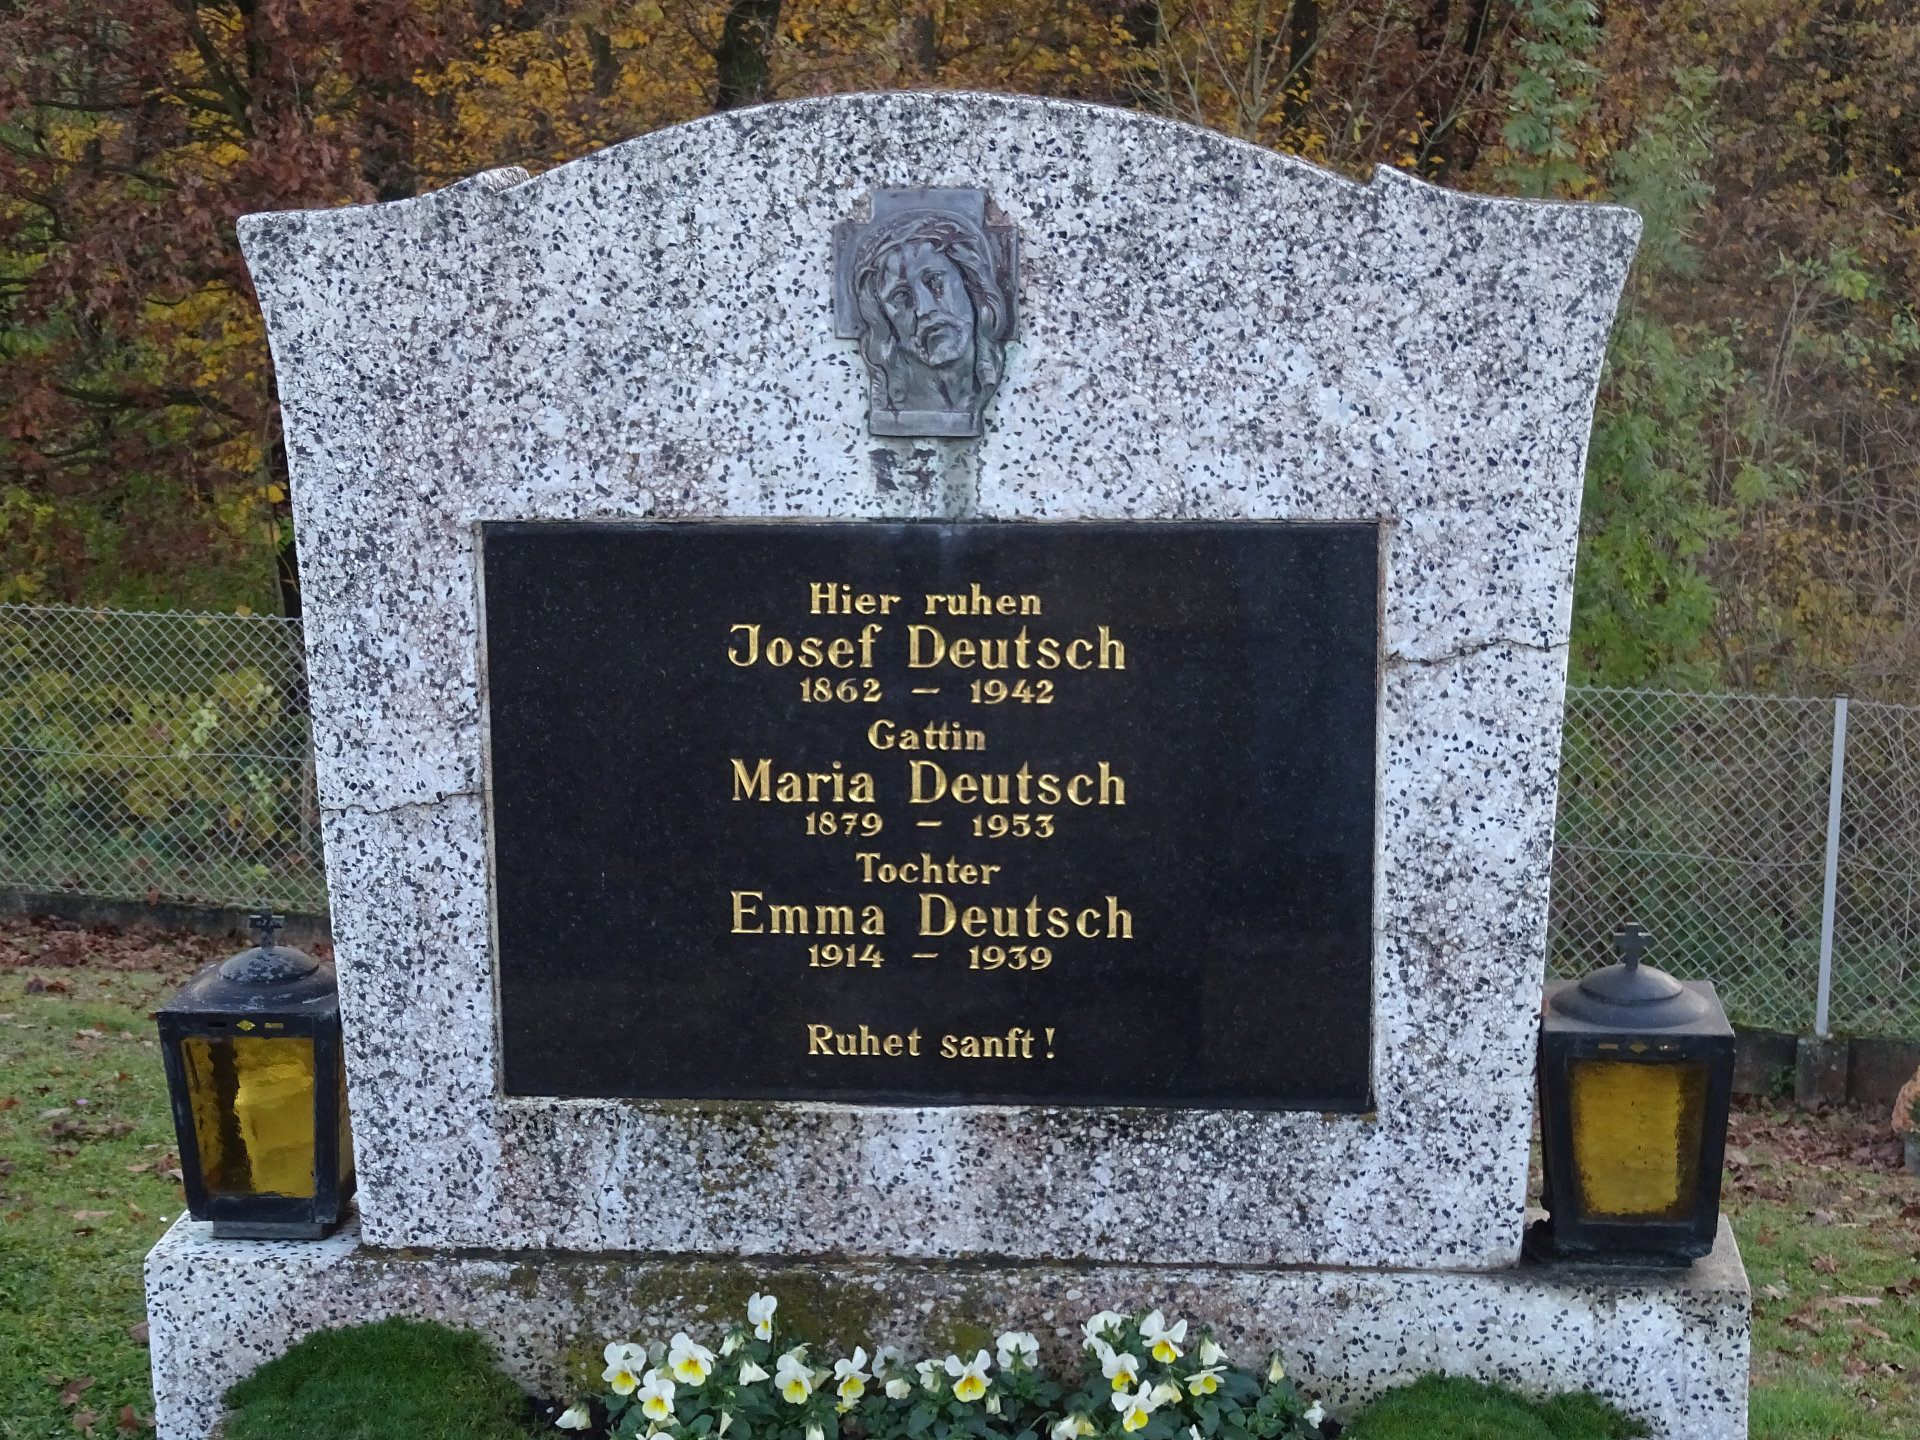 Hier ruhen
Josef Deutsch
1862 – 1942
Gattin
Maria Deutsch
1879 – 1953
Tochter
Emma Deutsch
1914 – 1939
Ruhet sanft!